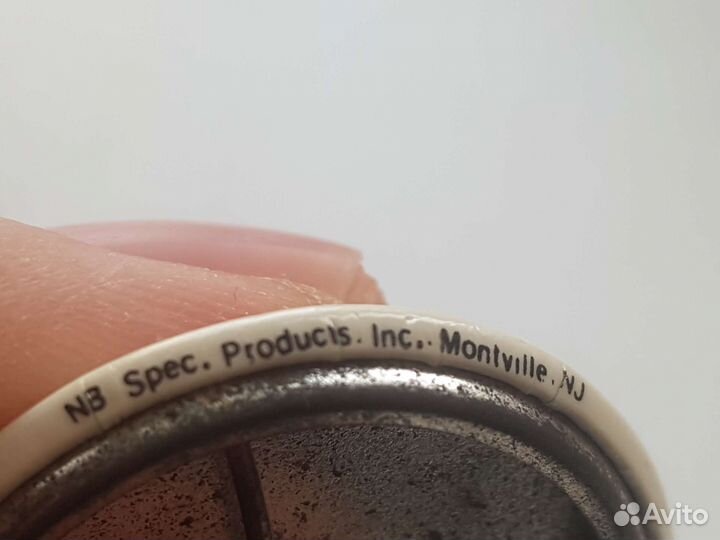 NB Spec. Products. Inc,. Montville, NJ
Avito